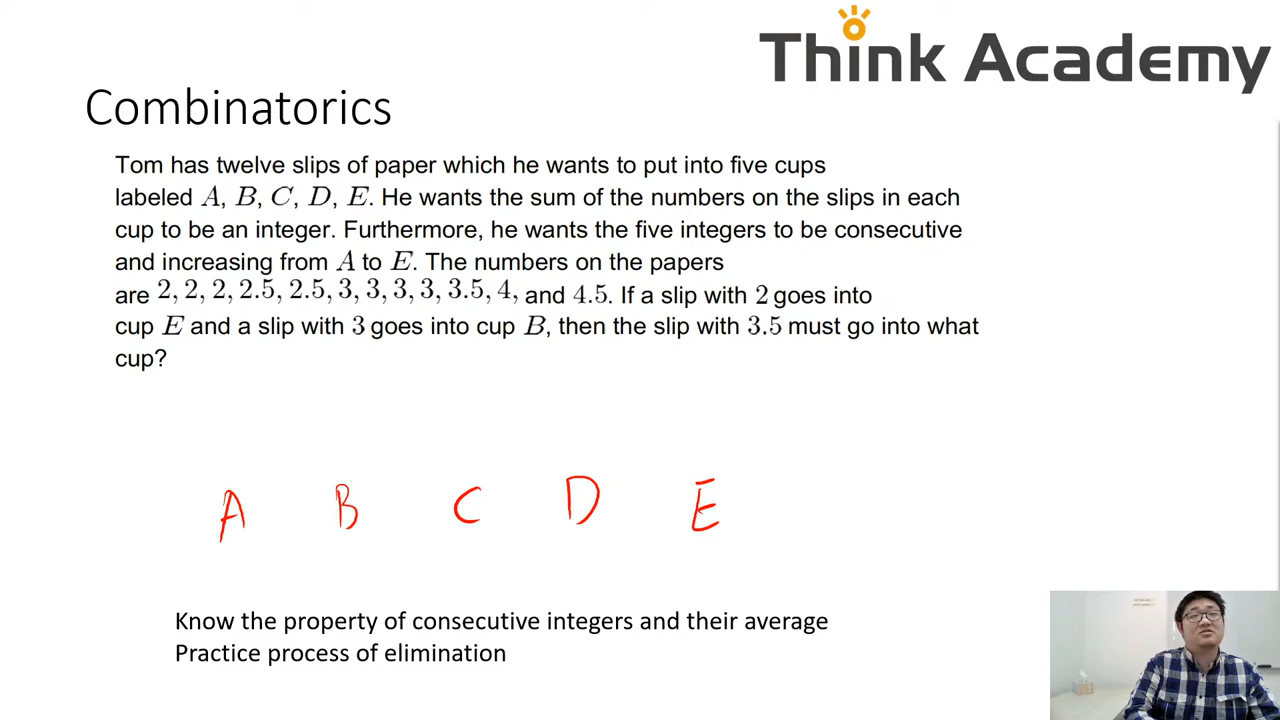 Think Academy
Combinatorics
Tom has twelve slips of paper which he wants to put into five cups
labeled A, B, C, D, E. He wants the sum of the numbers on the slips in each
cup to be an integer. Furthermore, he wants the five integers to be consecutive
and increasing from A to E. The numbers on the papers
are 2, 2, 2, 2.5, 2.5, 3, 3, 3, 3, 3.5, 4, and 4.5. If a slip with 2 goes into
cup E and a slip with 3 goes into cup B, then the slip with 3.5 must go into what
cup?
A B C D E
Know the property of consecutive integers and their average
Practice process of elimination